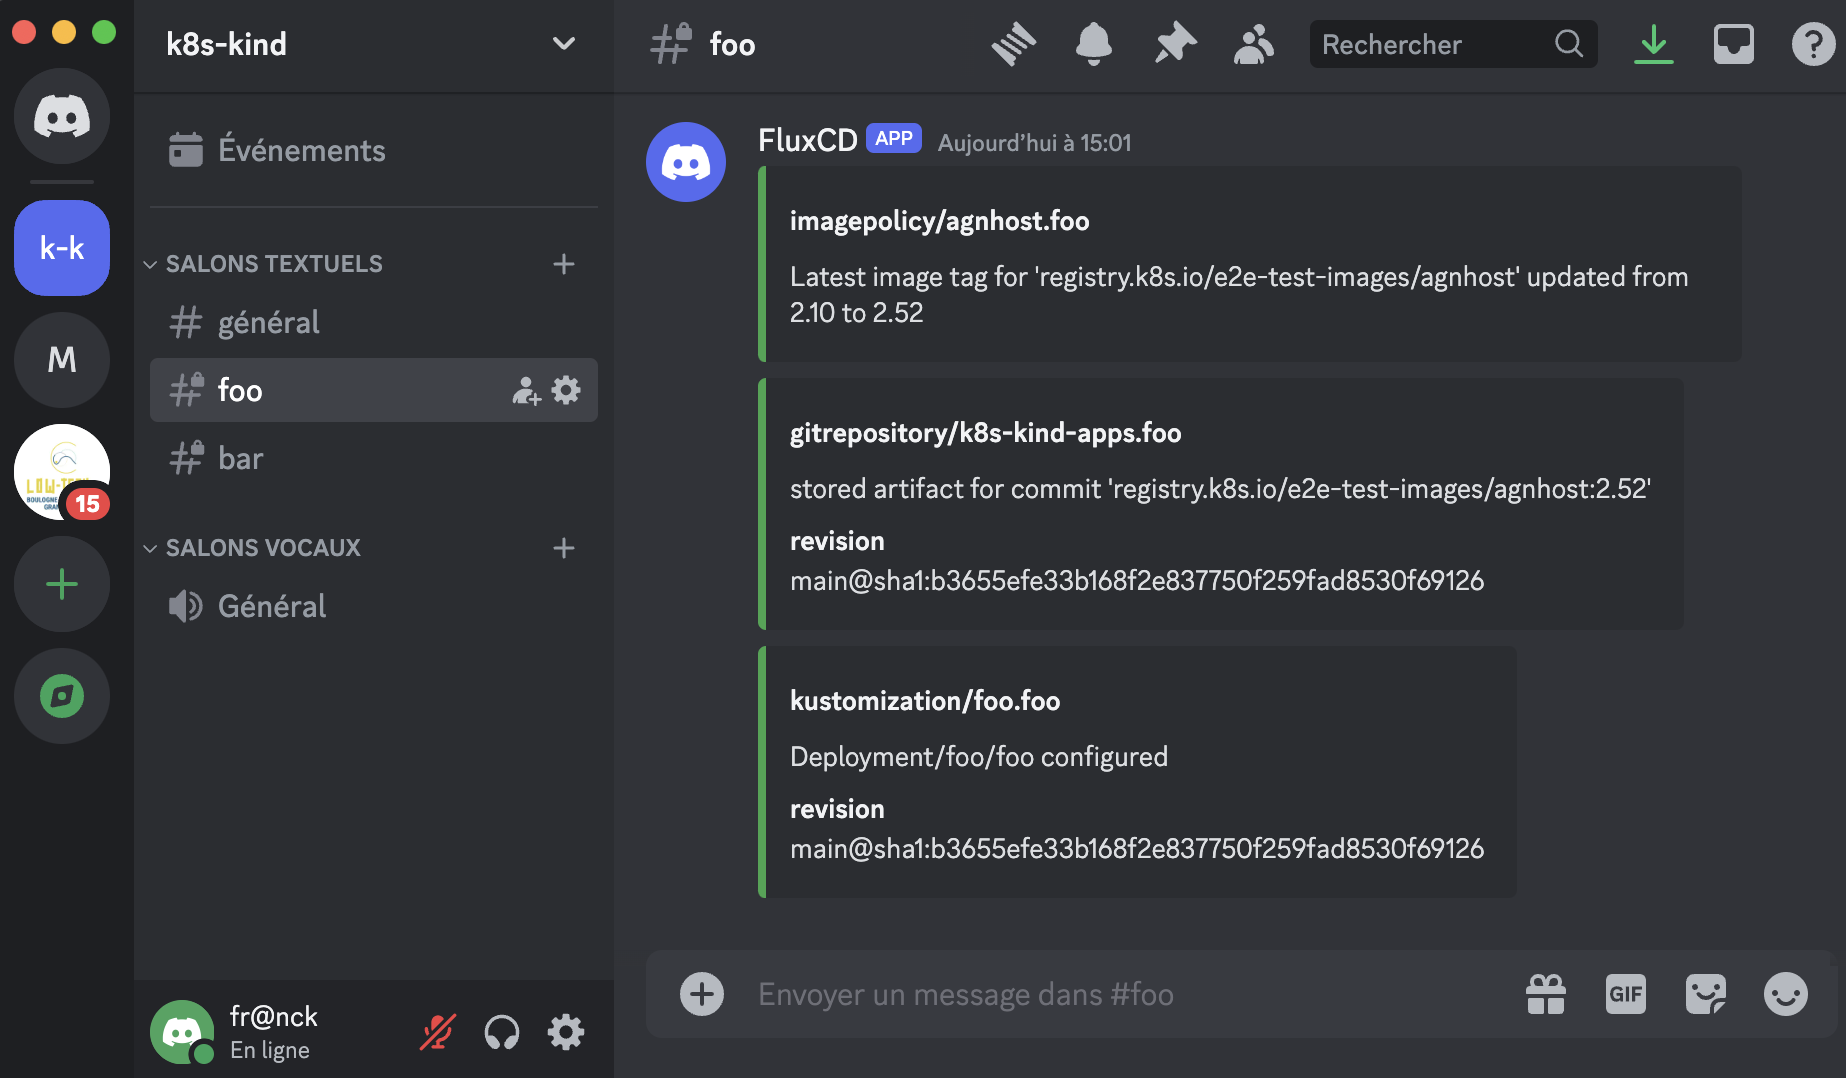 k8s-kind
foo
Rechercher
k-k
M
LOW-
15
Événements
SALONS TEXTUELS
général
foo
bar
SALONS VOCAUX
Général
FluxCD APP Aujourd’hui à 15:01
imagepolicy/agnhost.foo
Latest image tag for 'registry.k8s.io/e2e-test-images/agnhost' updated from
2.10 to 2.52
gitrepository/k8s-kind-apps.foo
stored artifact for commit 'registry.k8s.io/e2e-test-images/agnhost:2.52'
revision
main@sha1:b3655efe33b168f2e837750f259fad8530f69126
kustomization/foo.foo
Deployment/foo/foo configured
revision
main@sha1:b3655efe33b168f2e837750f259fad8530f69126
Envoyer un message dans #foo
GIF
fr@nck
En ligne